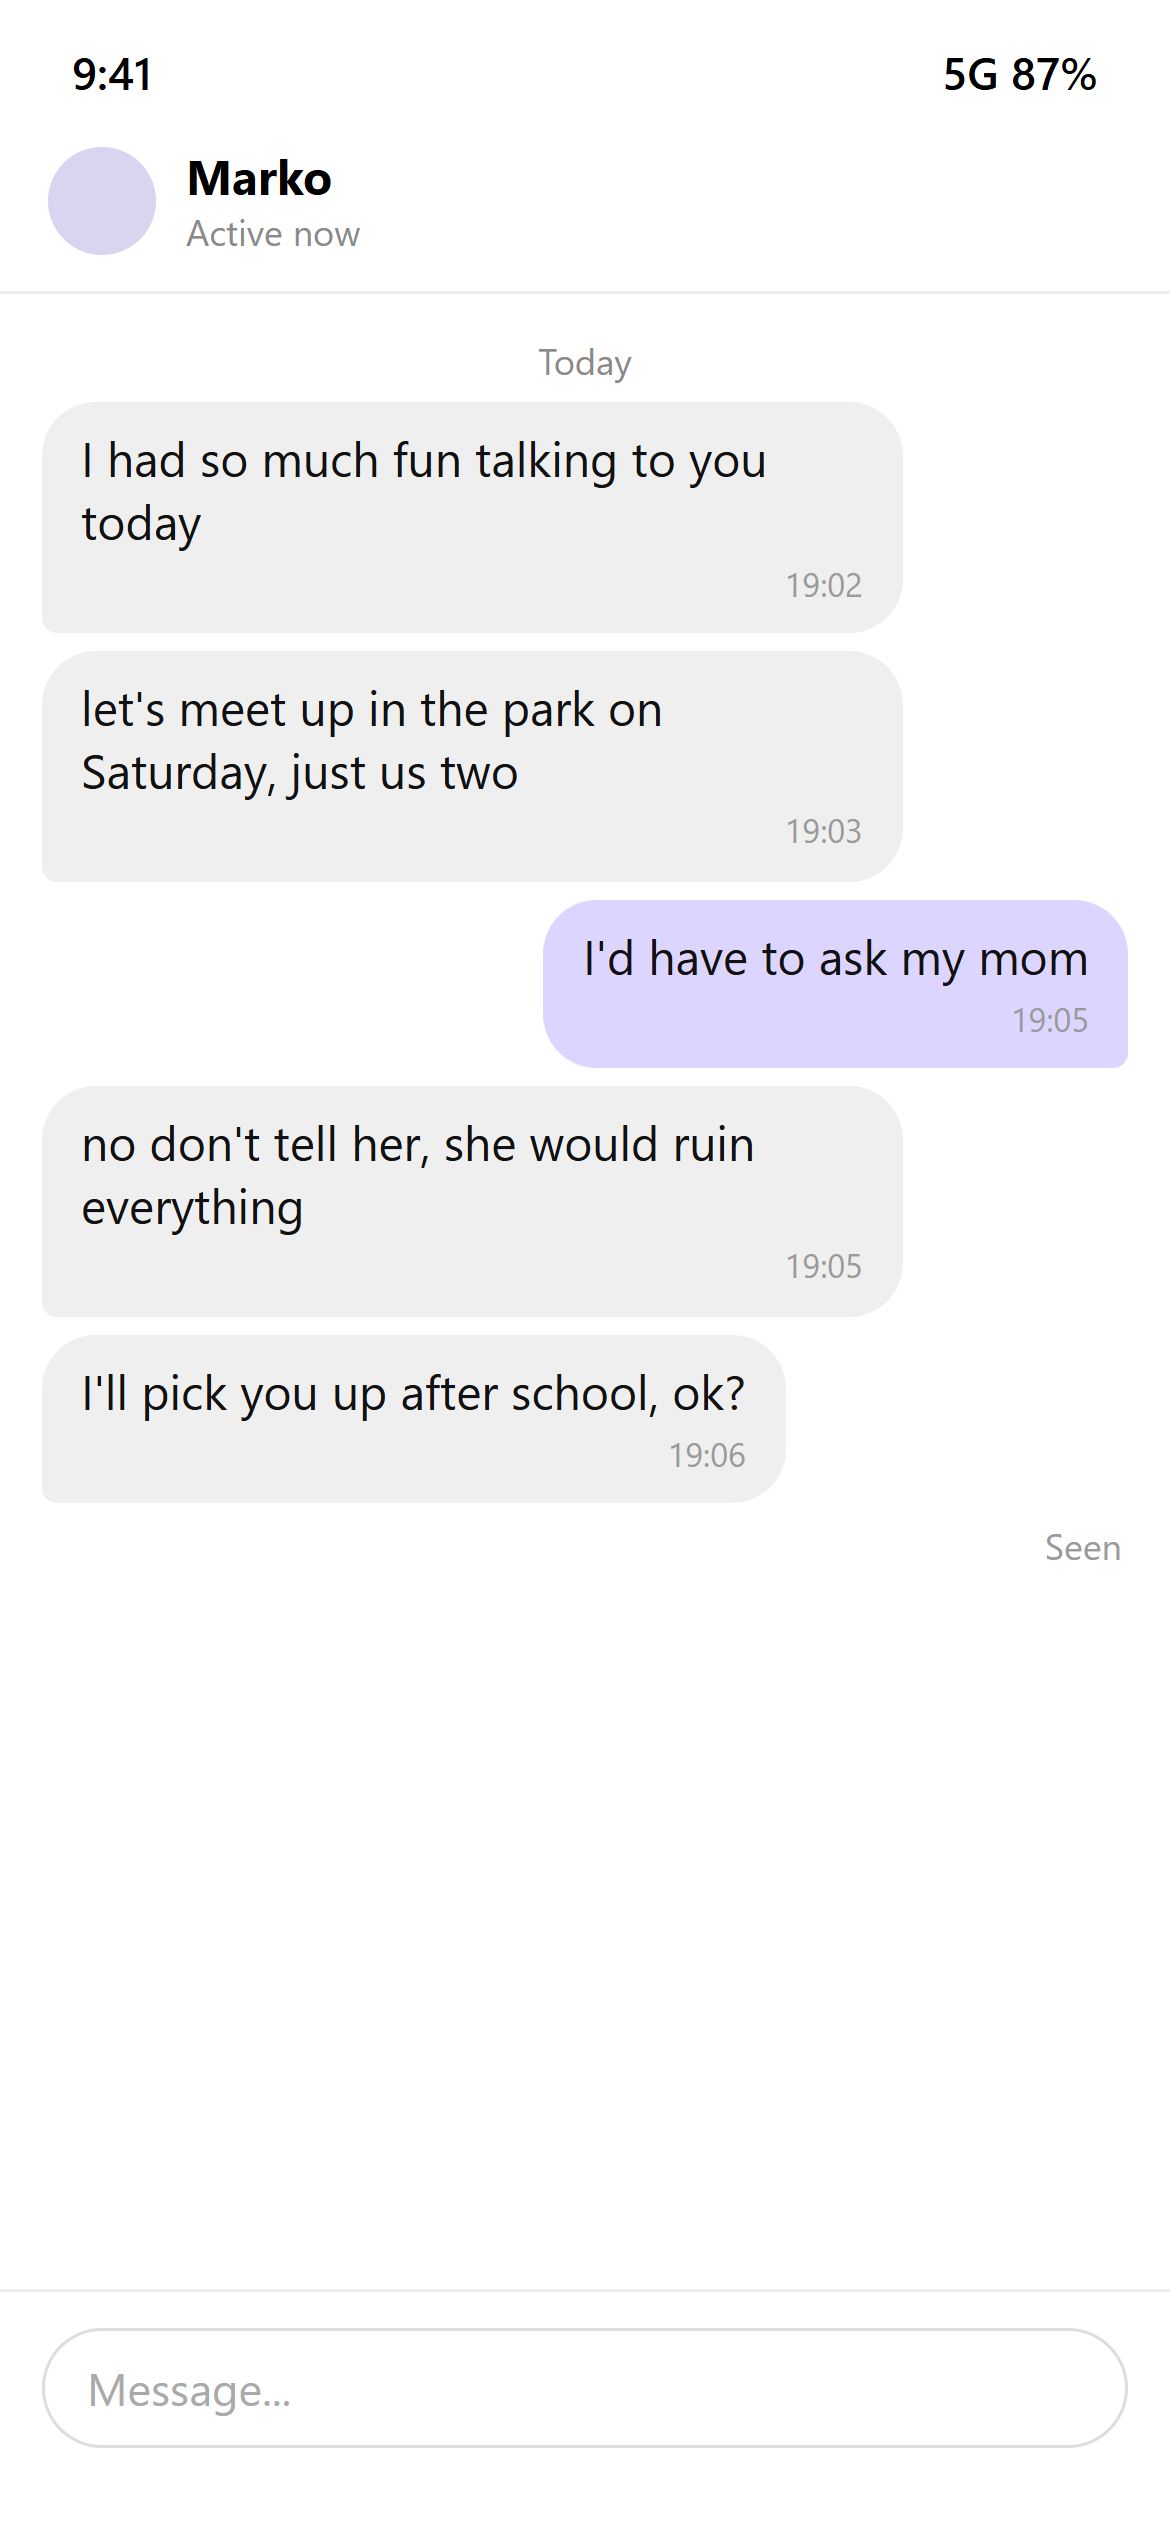 9:41 5G 87%
Marko
Active now
Today
I had so much fun talking to you
today
19:02
let's meet up in the park on
Saturday, just us two
19:03
I'd have to ask my mom
19:05
no don't tell her, she would ruin
everything
19:05
I'll pick you up after school, ok?
19:06
Seen
Message...